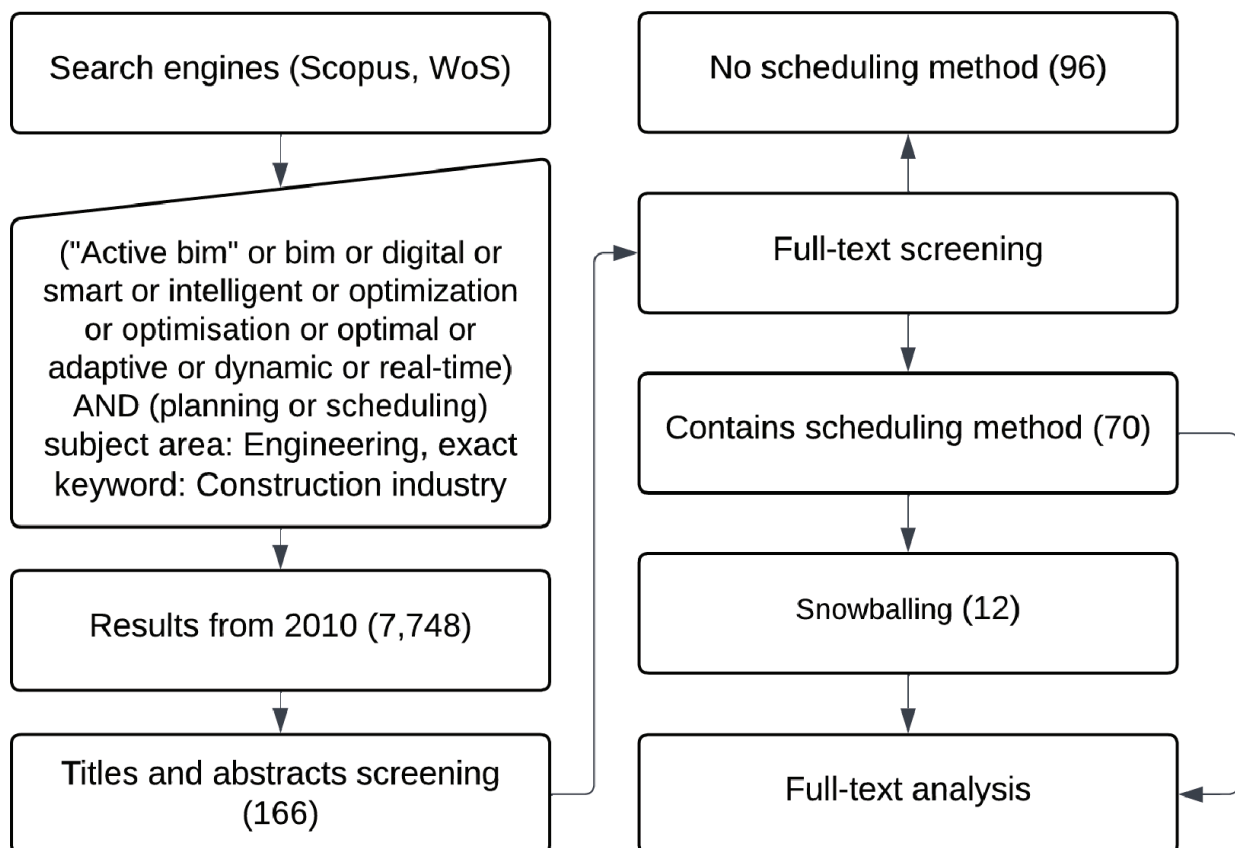 Search engines (Scopus, WoS)
("Active bim" or bim or digital or
smart or intelligent or optimization
or optimisation or optimal or
adaptive or dynamic or real-time)
AND (planning or scheduling)
subject area: Engineering, exact
keyword: Construction industry
Results from 2010 (7,748)
Titles and abstracts screening
(166)
No scheduling method (96)
Full-text screening
Contains scheduling method (70)
Snowballing (12)
Full-text analysis